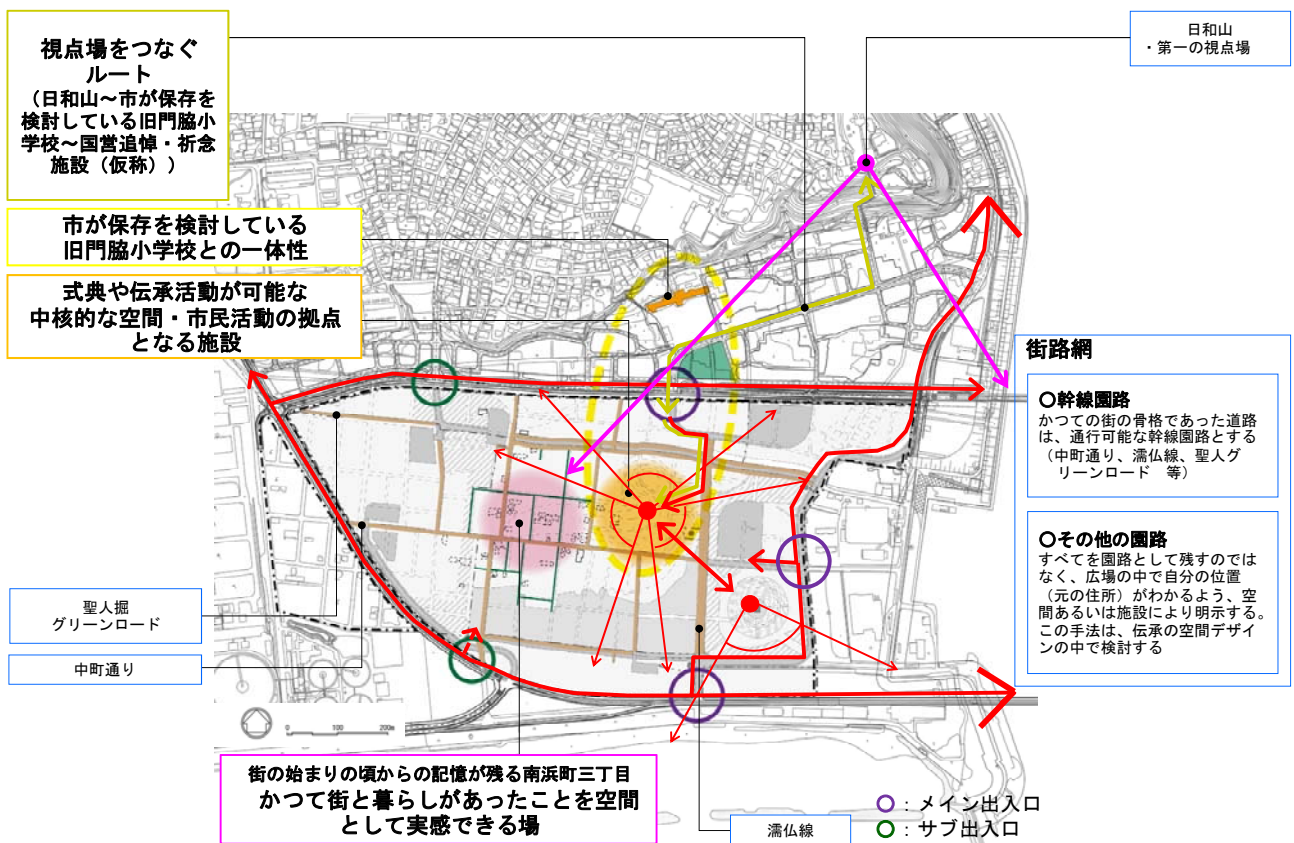 視点場をつなぐ
ルート
（日和山～市が保存を
検討している旧門脇小
学校～国営追悼・祈念
施設（仮称））
日和山
・第一の視点場
市が保存を検討している
旧門脇小学校との一体性
式典や伝承活動が可能な
中核的な空間・市民活動の拠点
となる施設
街路網
○幹線園路
かつての街の骨格であった道路
は、通行可能な幹線園路とする
（中町通り、濡仏線、聖人グ
リーンロード　等）
○その他の園路
すべてを園路として残すのでは
なく、広場の中で自分の位置
（元の住所）がわかるよう、空
間あるいは施設により明示する。
この手法は、伝承の空間デザイ
ンの中で検討する
聖人掘
グリーンロード
中町通り
0 100 200m
街の始まりの頃からの記憶が残る南浜町三丁目
かつて街と暮らしがあったことを空間
として実感できる場
濡仏線
○：メイン出入口
○：サブ出入口